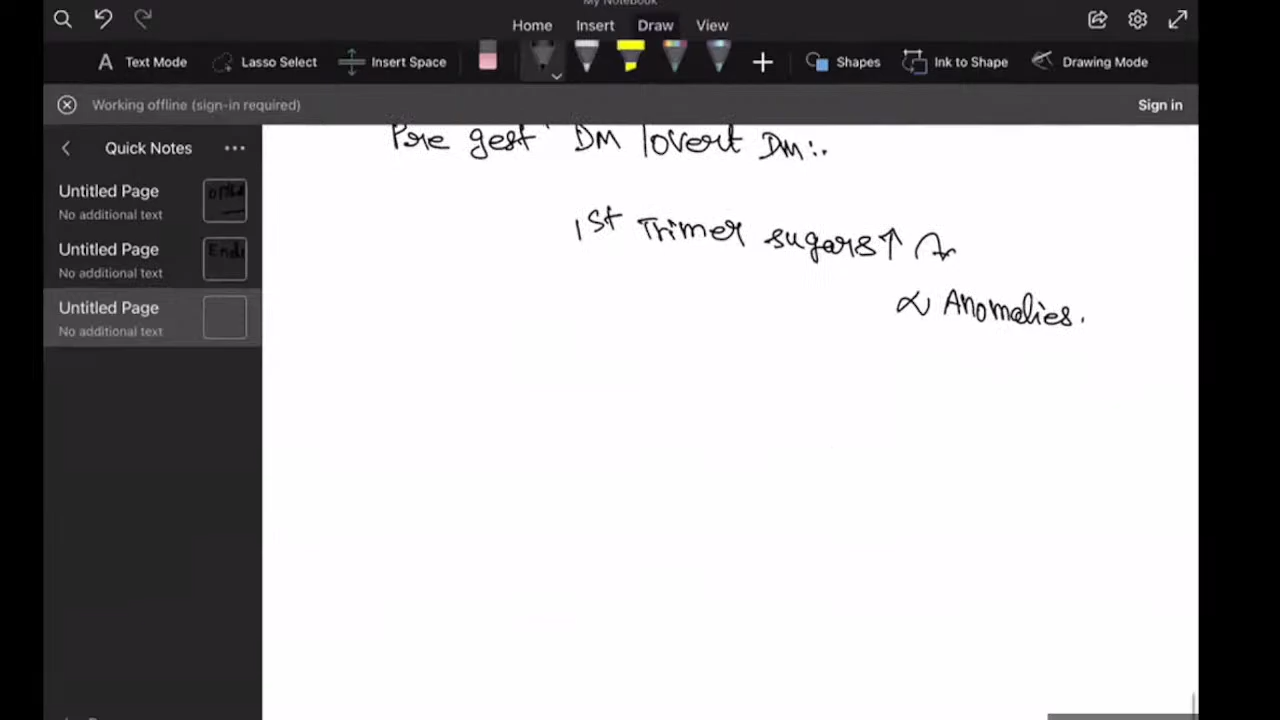 My Notebook
Home Insert Draw View
Text Mode Lasso Select Insert Space Shapes Ink to Shape Drawing Mode
Working offline (sign-in required) Sign in
Quick Notes
Untitled Page
No additional text
Untitled Page
No additional text
Untitled Page
No additional text
Pre gest' DM lovert DM:.
1st Trimer sugars↑
∝ Anomalies.